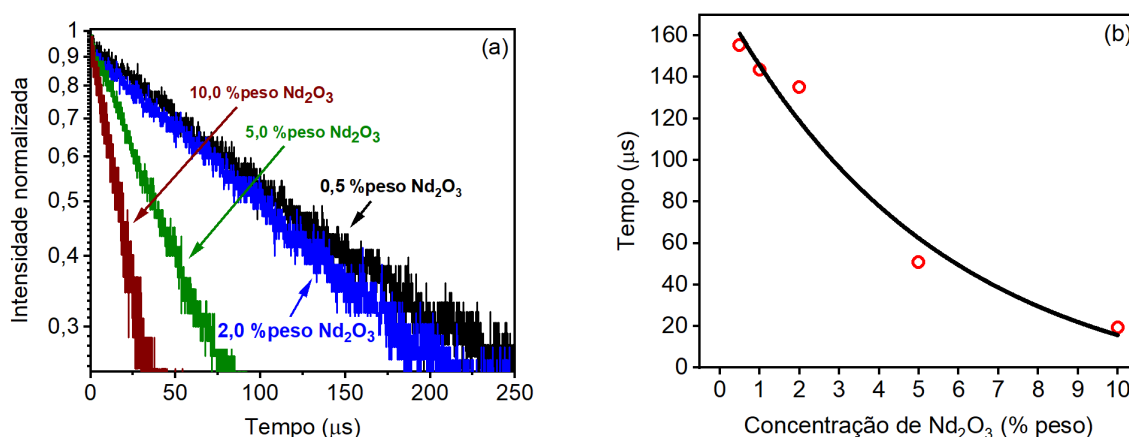 (a)
1
0,9
0,8
0,7
0,6
0,5
0,4
0,3
Intensidade normalizada
10,0 %peso Nd₂O₃
5,0 %peso Nd₂O₃
0,5 %peso Nd₂O₃
2,0 %peso Nd₂O₃
0 50 100 150 200 250
Tempo (μs)
(b)
160
140
120
100
80
60
40
20
0
Tempo (μs)
0 1 2 3 4 5 6 7 8 9 10
Concentração de Nd₂O₃ (% peso)